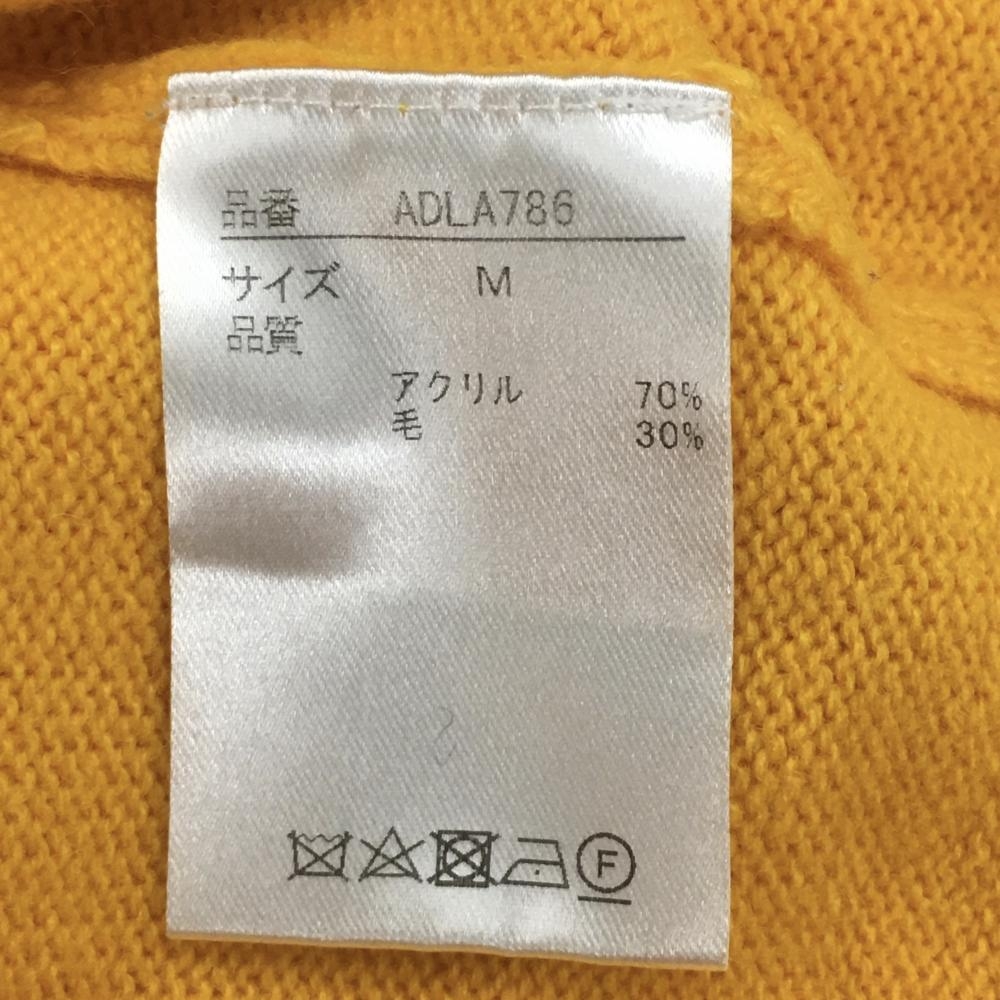 品番 ADLA786
サイズ M
品質
アクリル 70%
毛 30%
F